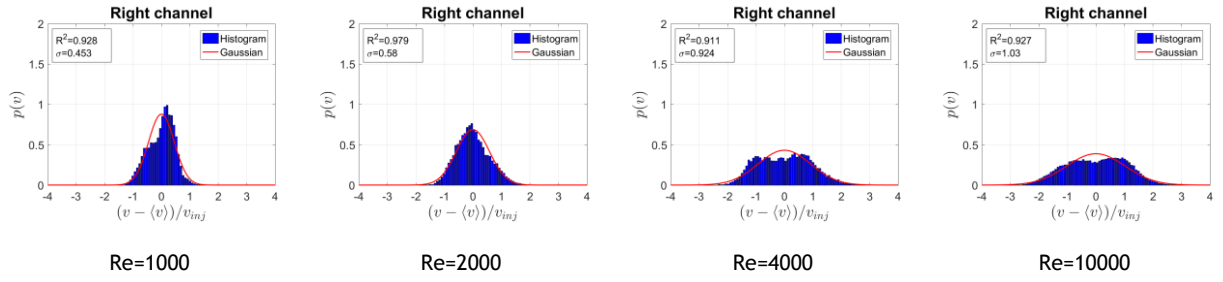 Right channel
R²=0.928
σ=0.453
Histogram
Gaussian
2
1.5
1
0.5
0
p(v)
-4 -3 -2 -1 0 1 2 3 4
(v − ⟨v⟩)/v_inj
Re=1000
Right channel
R²=0.979
σ=0.58
Histogram
Gaussian
2
1.5
1
0.5
0
p(v)
-4 -3 -2 -1 0 1 2 3 4
(v − ⟨v⟩)/v_inj
Re=2000
Right channel
R²=0.911
σ=0.924
Histogram
Gaussian
2
1.5
1
0.5
0
p(v)
-4 -3 -2 -1 0 1 2 3 4
(v − ⟨v⟩)/v_inj
Re=4000
Right channel
R²=0.927
σ=1.03
Histogram
Gaussian
2
1.5
1
0.5
0
p(v)
-4 -3 -2 -1 0 1 2 3 4
(v − ⟨v⟩)/v_inj
Re=10000